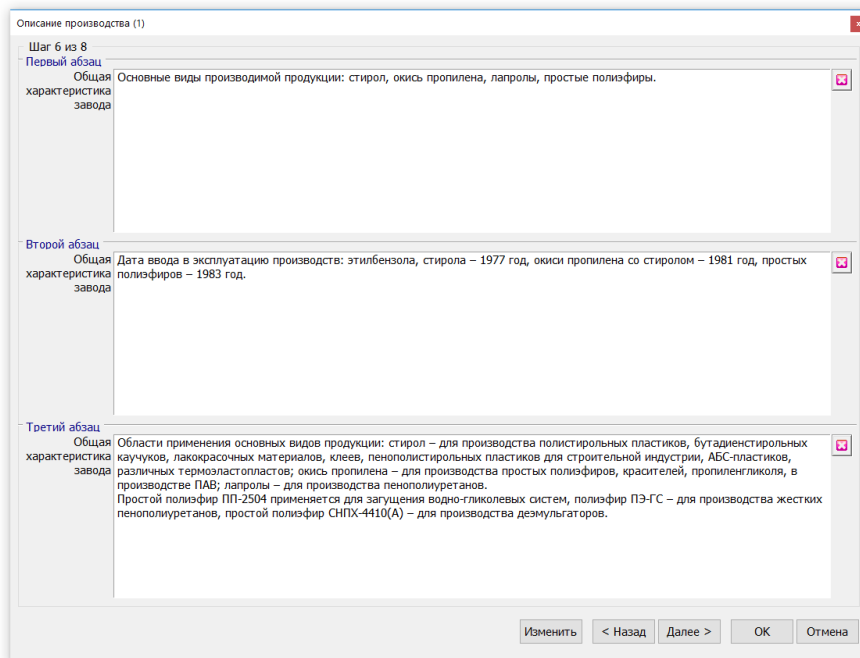 Описание производства (1)
x
Шаг 6 из 8
Первый абзац
Общая характеристика завода
Основные виды производимой продукции: стирол, окись пропилена, лапролы, простые полиэфиры.
Второй абзац
Общая характеристика завода
Дата ввода в эксплуатацию производств: этилбензола, стирола – 1977 год, окиси пропилена со стиролом – 1981 год, простых
полиэфиров – 1983 год.
Третий абзац
Общая характеристика завода
Области применения основных видов продукции: стирол – для производства полистирольных пластиков, бутадиенстирольных
каучуков, лакокрасочных материалов, клеев, пенополистирольных пластиков для строительной индустрии, АБС-пластиков,
различных термоэластопластов; окись пропилена – для производства простых полиэфиров, красителей, пропиленгликоля, в
производстве ПАВ; лапролы – для производства пенополиуретанов.
Простой полиэфир ПП-2504 применяется для загущения водно-гликолевых систем, полиэфир ПЭ-ГС – для производства жестких
пенополиуретанов, простой полиэфир СНПХ-4410(А) – для производства деэмульгаторов.
Изменить < Назад Далее > OK Отмена